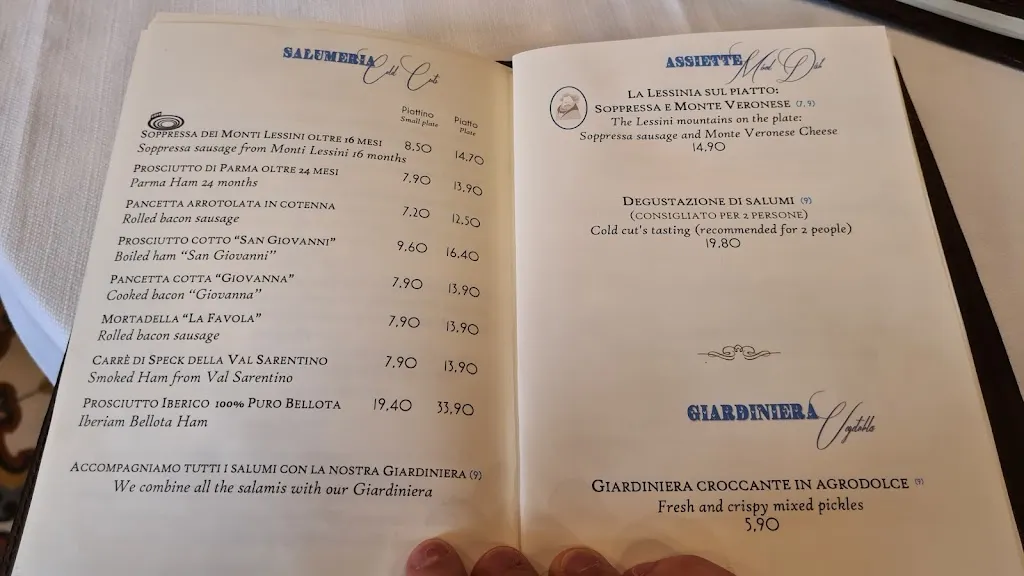 SALUMERIA Cold Cuts
Piattino Piatto
Small plate Plate
SOPPRESSA DEI MONTI LESSINI OLTRE 16 MESI 8,50 14,70
Soppressa sausage from Monti Lessini 16 months
PROSCIUTTO DI PARMA OLTRE 24 MESI 7,90 13,90
Parma Ham 24 months
PANCETTA ARROTOLATA IN COTENNA 7,20 12,50
Rolled bacon sausage
PROSCIUTTO COTTO “SAN GIOVANNI” 9,60 16,40
Boiled ham “San Giovanni”
PANCETTA COTTA “GIOVANNA” 7,90 13,90
Cooked bacon “Giovanna”
MORTADELLA “LA FAVOLA” 7,90 13,90
Rolled bacon sausage
CARRÈ DI SPECK DELLA VAL SARENTINO 7,90 13,90
Smoked Ham from Val Sarentino
PROSCIUTTO IBERICO 100% PURO BELLOTA 19,40 33,90
Iberiam Bellota Ham
ACCOMPAGNIAMO TUTTI I SALUMI CON LA NOSTRA GIARDINIERA (9)
We combine all the salamis with our Giardiniera
ASSIETTE Mixed Dish
LA LESSINIA SUL PIATTO:
SOPPRESSA E MONTE VERONESE (7, 9)
The Lessini mountains on the plate:
Soppressa sausage and Monte Veronese Cheese
14,90
DEGUSTAZIONE DI SALUMI (9)
(CONSIGLIATO PER 2 PERSONE)
Cold cut's tasting (recommended for 2 people)
19,80
GIARDINIERA Vegetables
GIARDINIERA CROCCANTE IN AGRODOLCE (9)
Fresh and crispy mixed pickles
5,90